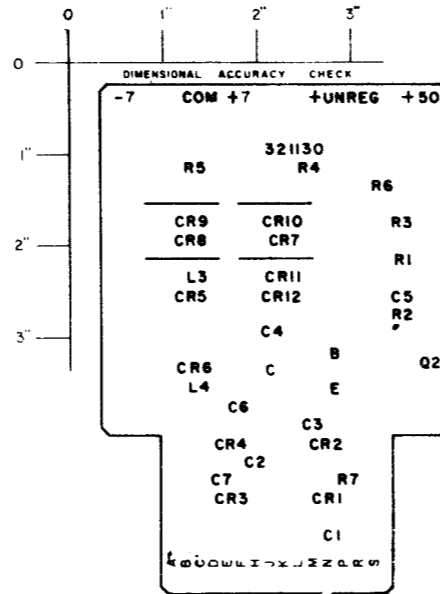 0 1" 2" 3"
0
DIMENSIONAL ACCURACY CHECK
-7 COM +7 +UNREG +50
321130
1"
R5 R4
R6
CR9 CR10 R3
CR8 CR7
2"
R1
L3 CR11
CR5 CR12 C5
R2
C4
3"
B
Q2
CR6 C
L4 E
C6
C3
CR4 CR2
C2
C7 R7
CR3 CR1
C1
A B C D E F H J K L M N P R S